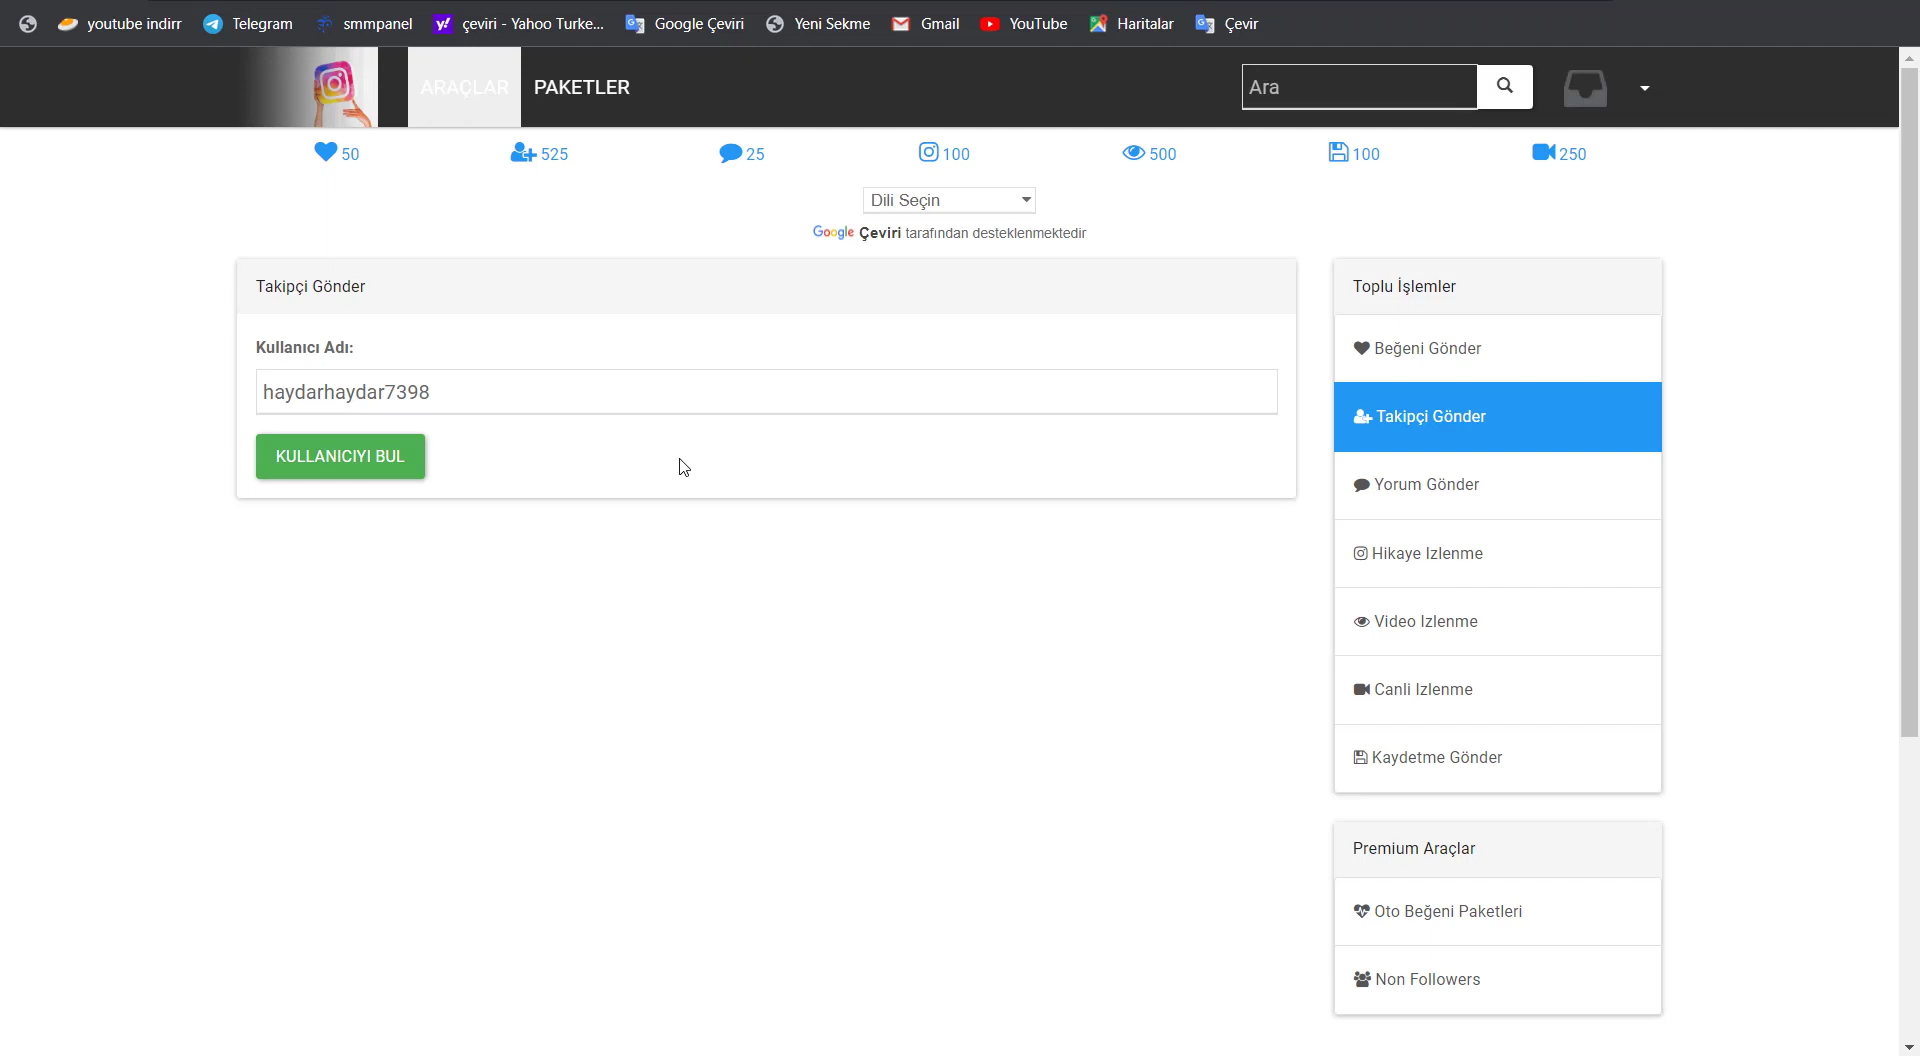 youtube indirr Telegram smmpanel çeviri - Yahoo Turke... Google Çeviri Yeni Sekme Gmail YouTube Haritalar Çevir
ARAÇLAR PAKETLER Ara
50 525 25 100 500 100 250
Dili Seçin
Google Çeviri tarafından desteklenmektedir
Takipçi Gönder
Kullanıcı Adı:
haydarhaydar7398
KULLANICIYI BUL
Toplu İşlemler
Beğeni Gönder
Takipçi Gönder
Yorum Gönder
Hikaye Izlenme
Video Izlenme
Canli Izlenme
Kaydetme Gönder
Premium Araçlar
Oto Beğeni Paketleri
Non Followers